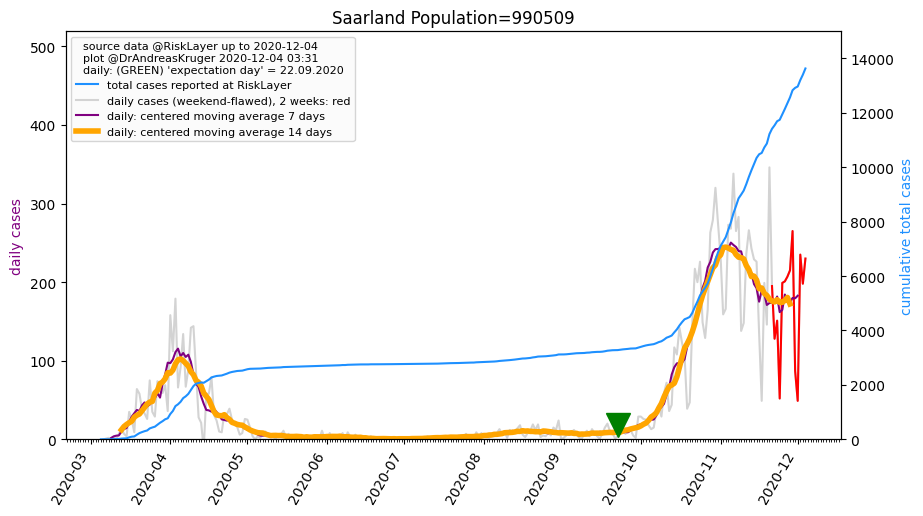 Saarland Population=990509
source data @RiskLayer up to 2020-12-04
plot @DrAndreasKruger 2020-12-04 03:31
daily: (GREEN) 'expectation day' = 22.09.2020
total cases reported at RiskLayer
daily cases (weekend-flawed), 2 weeks: red
daily: centered moving average 7 days
daily: centered moving average 14 days
daily cases
500
400
300
200
100
0
cumulative total cases
14000
12000
10000
8000
6000
4000
2000
0
2020-03
2020-04
2020-05
2020-06
2020-07
2020-08
2020-09
2020-10
2020-11
2020-12